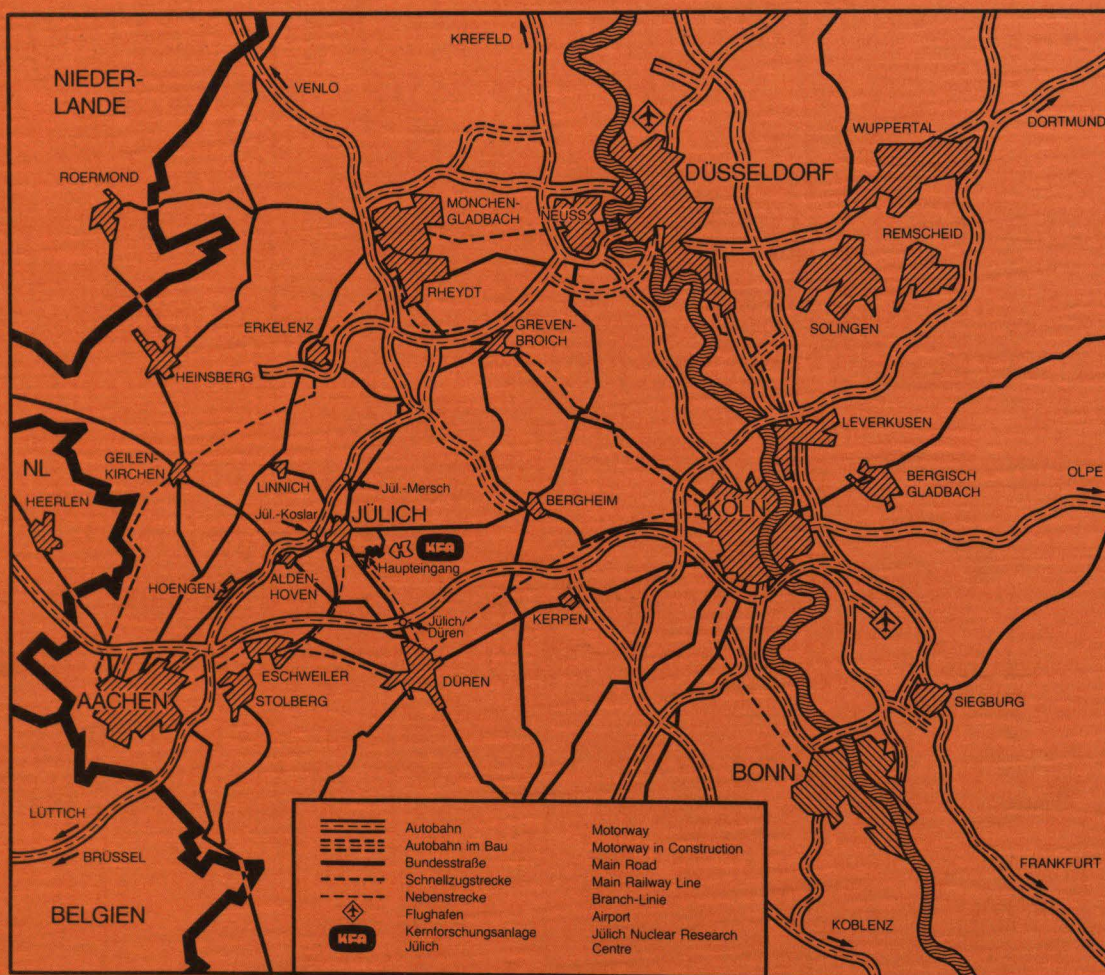 KREFELD
NIEDER-
LANDE
VENLO
DORTMUND
WUPPERTAL
DÜSSELDORF
ROERMOND
MÖNCHEN-
GLADBACH
NEUSS
REMSCHEID
RHEYDT
SOLINGEN
ERKELENZ
GREVEN-
BROICH
HEINSBERG
LEVERKUSEN
NL
GEILEN-
KIRCHEN
HEERLEN
LINNICH
Jül.-Mersch
BERGHEIM
BERGISCH
GLADBACH
OLPE
KÖLN
Jül.-Koslar
JÜLICH
KFA
Haupteingang
HOENGEN
ALDEN-
HOVEN
Jülich/
Düren
KERPEN
ESCHWEILER
DÜREN
AACHEN
STOLBERG
SIEGBURG
BONN
LÜTTICH
BRÜSSEL
FRANKFURT
BELGIEN
KOBLENZ
Autobahn Motorway
Autobahn im Bau Motorway in Construction
Bundesstraße Main Road
Schnellzugstrecke Main Railway Line
Nebenstrecke Branch-Linie
Flughafen Airport
KFA Kernforschungsanlage Jülich Nuclear Research
Jülich Centre